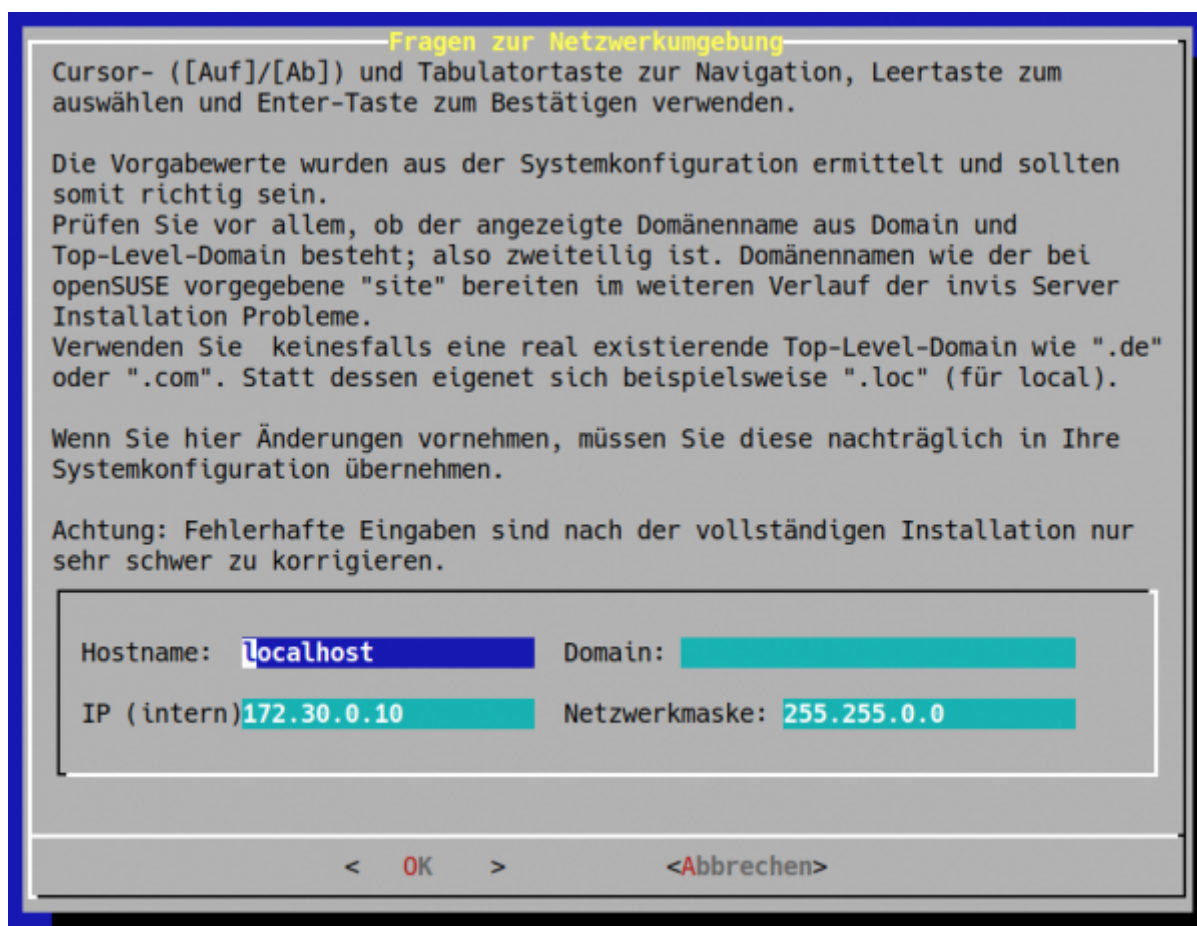 Fragen zur Netzwerkumgebung
Cursor- ([Auf]/[Ab]) und Tabulatortaste zur Navigation, Leertaste zum
auswählen und Enter-Taste zum Bestätigen verwenden.
Die Vorgabewerte wurden aus der Systemkonfiguration ermittelt und sollten
somit richtig sein.
Prüfen Sie vor allem, ob der angezeigte Domänenname aus Domain und
Top-Level-Domain besteht; also zweiteilig ist. Domänennamen wie der bei
openSUSE vorgegebene "site" bereiten im weiteren Verlauf der invis Server
Installation Probleme.
Verwenden Sie  keinesfalls eine real existierende Top-Level-Domain wie ".de"
oder ".com". Statt dessen eigenet sich beispielsweise ".loc" (für local).
Wenn Sie hier Änderungen vornehmen, müssen Sie diese nachträglich in Ihre
Systemkonfiguration übernehmen.
Achtung: Fehlerhafte Eingaben sind nach der vollständigen Installation nur
sehr schwer zu korrigieren.
Hostname: localhost Domain:
IP (intern)172.30.0.10 Netzwerkmaske: 255.255.0.0
<  OK  > <Abbrechen>